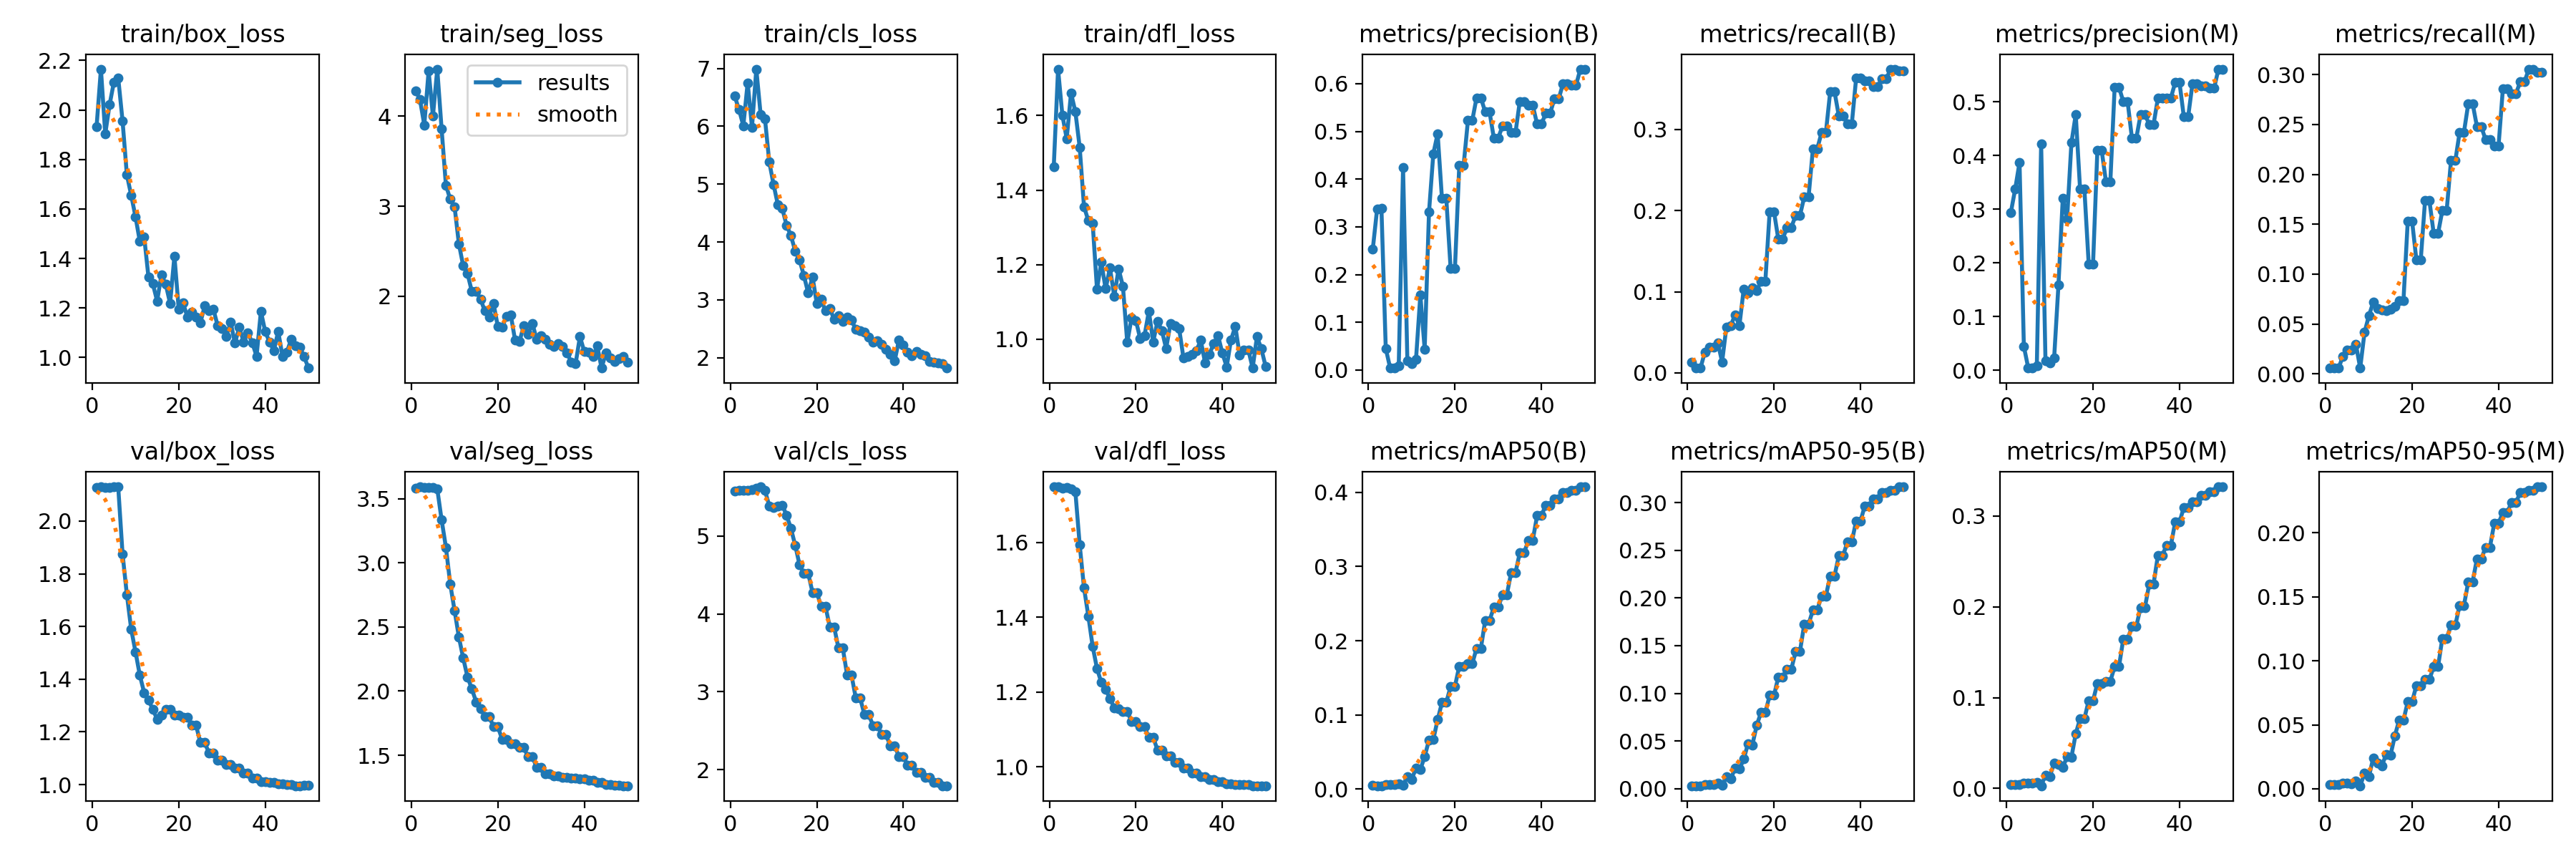 train/box_loss
train/seg_loss
train/cls_loss
train/dfl_loss
metrics/precision(B)
metrics/recall(B)
metrics/precision(M)
metrics/recall(M)
2.2
2.0
1.8
1.6
1.4
1.2
1.0
0 20 40
results
smooth
4
3
2
0 20 40
7
6
5
4
3
2
0 20 40
1.6
1.4
1.2
1.0
0 20 40
0.6
0.5
0.4
0.3
0.2
0.1
0.0
0 20 40
0.3
0.2
0.1
0.0
0 20 40
0.5
0.4
0.3
0.2
0.1
0.0
0 20 40
0.30
0.25
0.20
0.15
0.10
0.05
0.00
0 20 40
val/box_loss
val/seg_loss
val/cls_loss
val/dfl_loss
metrics/mAP50(B)
metrics/mAP50-95(B)
metrics/mAP50(M)
metrics/mAP50-95(M)
2.0
1.8
1.6
1.4
1.2
1.0
0 20 40
3.5
3.0
2.5
2.0
1.5
0 20 40
5
4
3
2
0 20 40
1.6
1.4
1.2
1.0
0 20 40
0.4
0.3
0.2
0.1
0.0
0 20 40
0.30
0.25
0.20
0.15
0.10
0.05
0.00
0 20 40
0.3
0.2
0.1
0.0
0 20 40
0.20
0.15
0.10
0.05
0.00
0 20 40